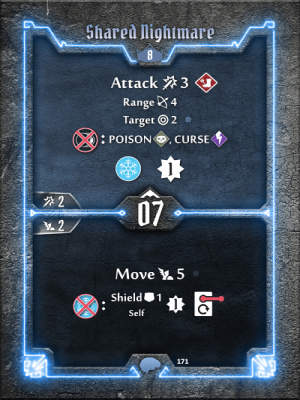 Shared Nightmare
8
Attack 3
Range 4
Target 2
: POISON , CURSE
1
2
07
2
Move 5
: Shield 1
Self
1
171